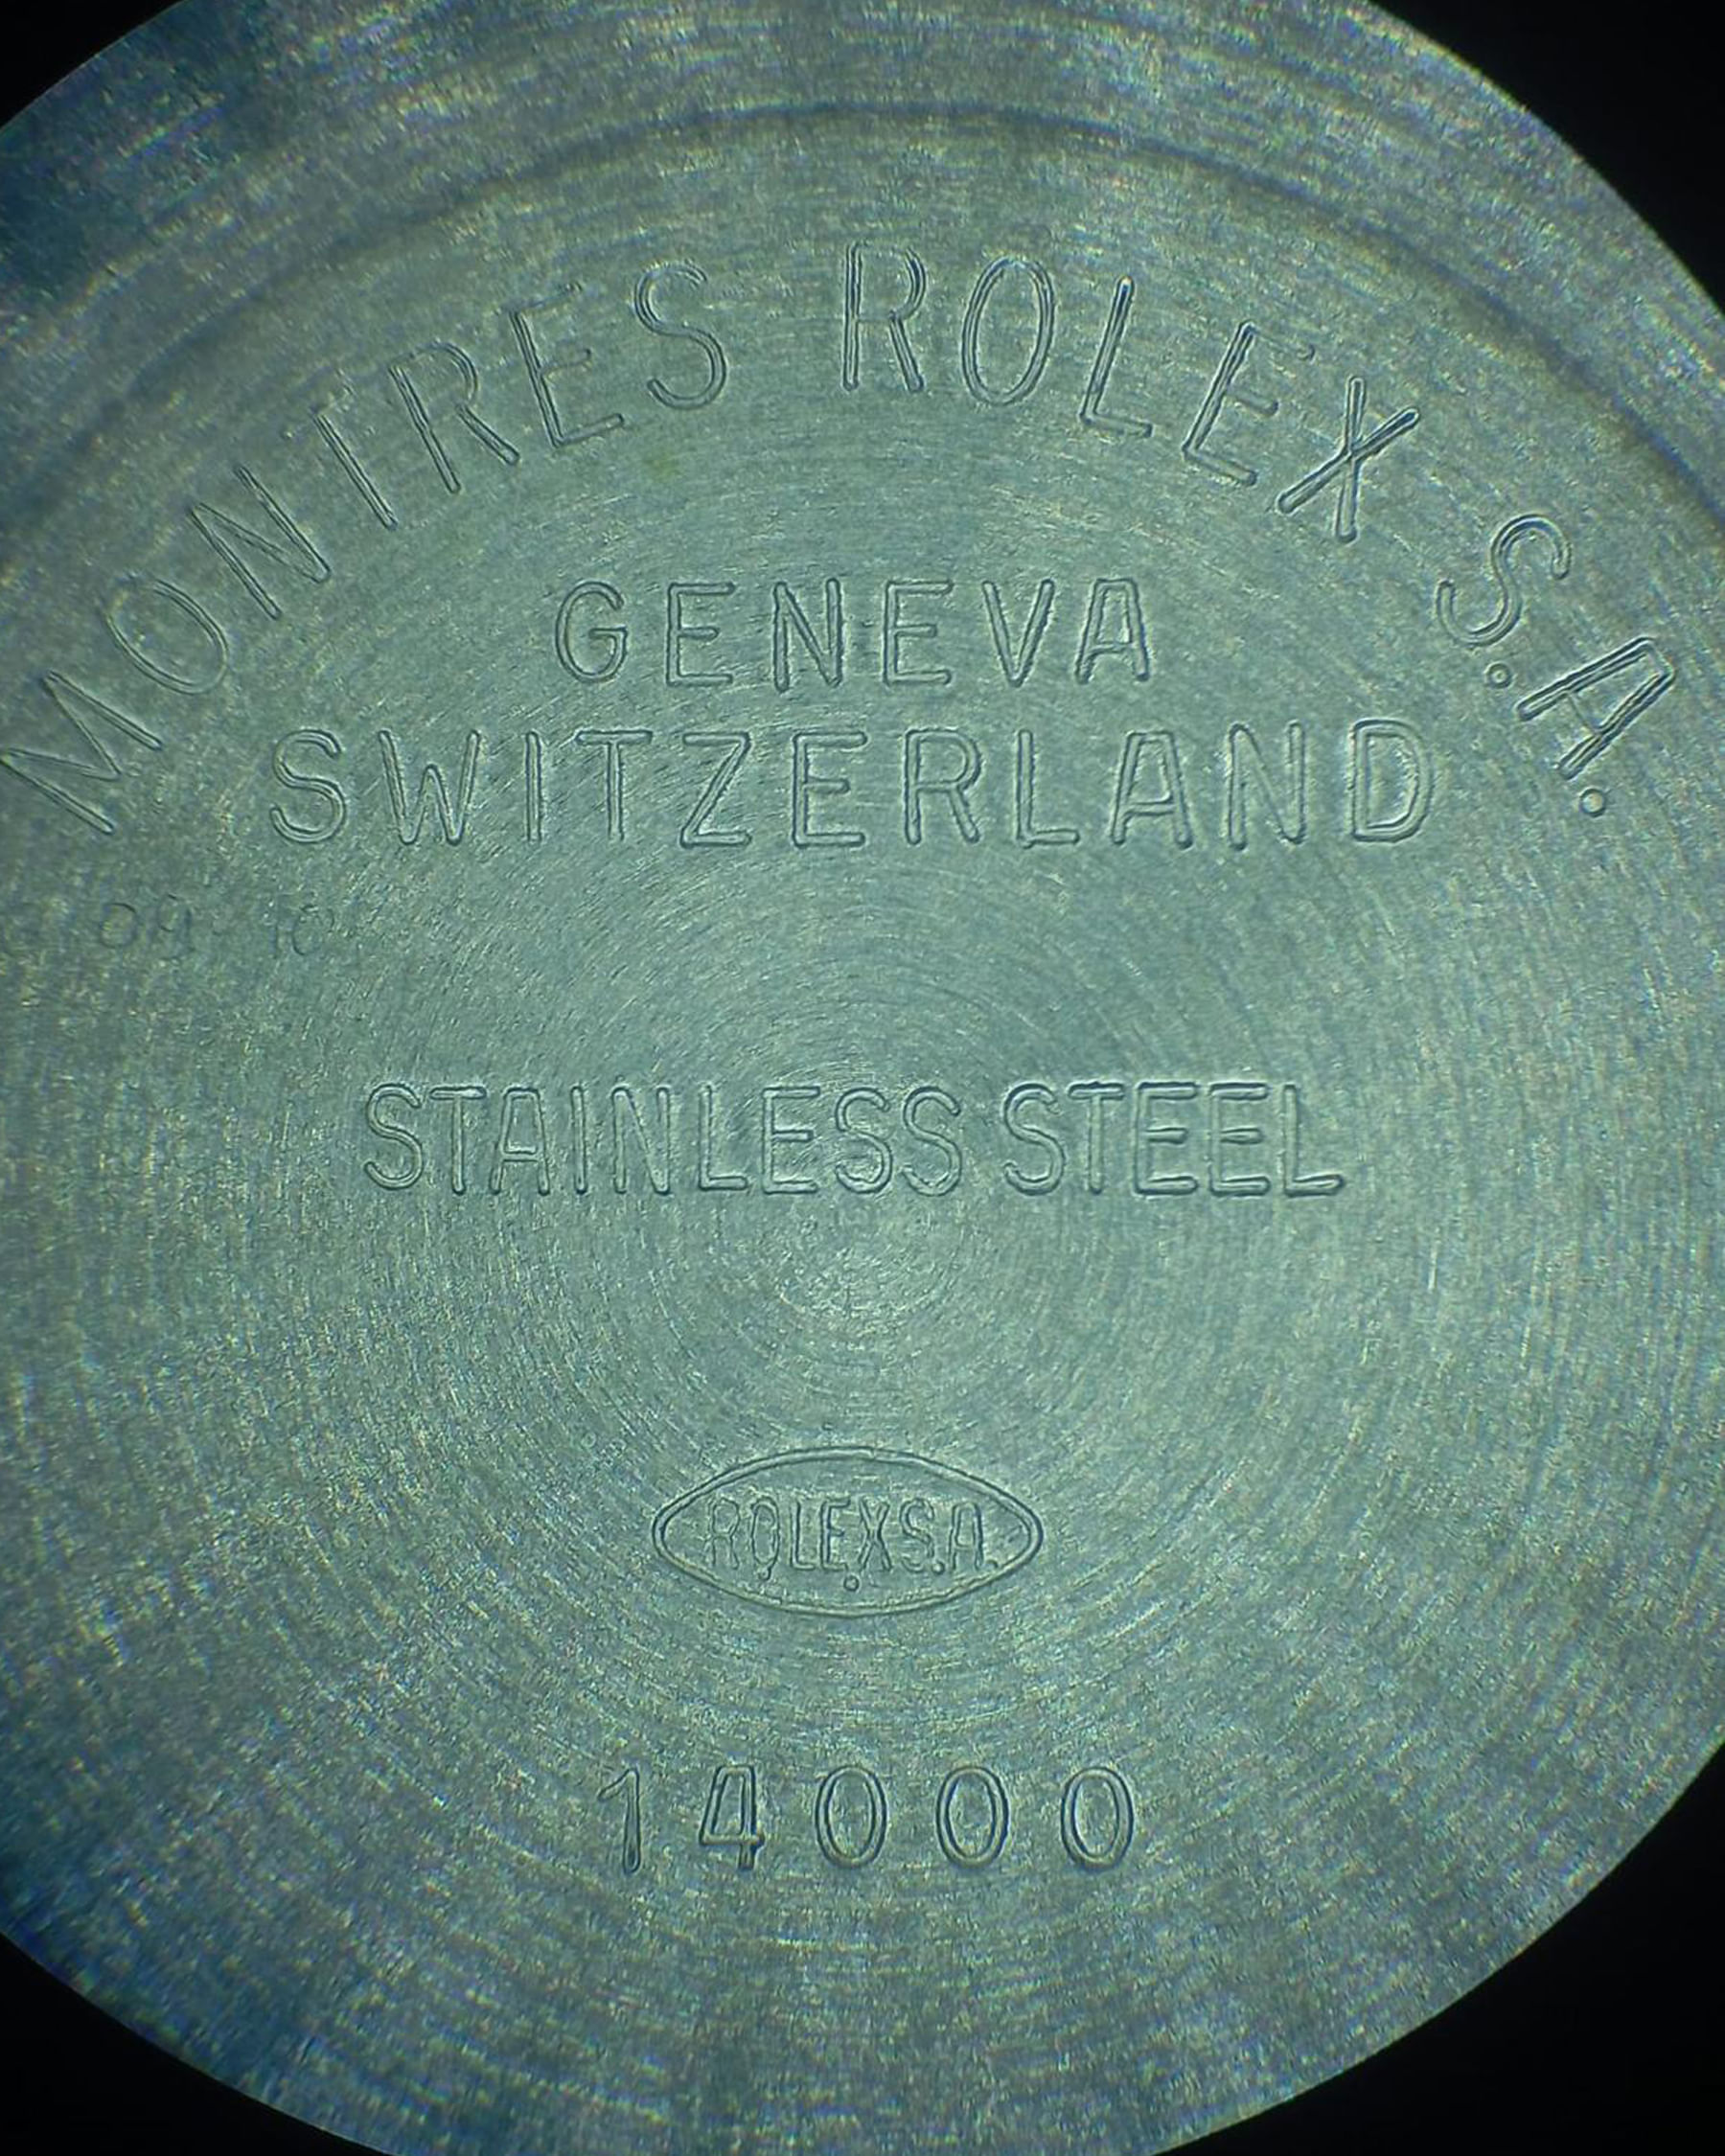 MONTRES ROLEX S.A.
GENEVA
SWITZERLAND
STAINLESS STEEL
ROLEX S.A.
14000